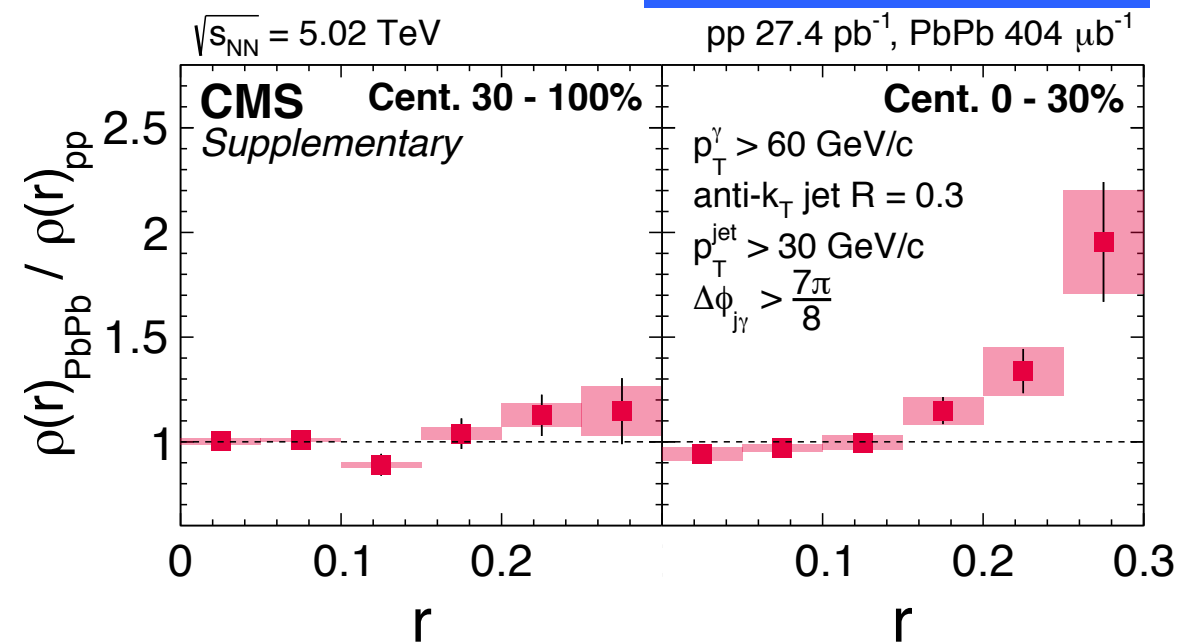 √s_NN = 5.02 TeV
pp 27.4 pb⁻¹, PbPb 404 μb⁻¹
CMS
Supplementary
Cent. 30 - 100%
Cent. 0 - 30%
p_T^γ > 60 GeV/c
anti-k_T jet R = 0.3
p_T^jet > 30 GeV/c
Δϕ_jγ > 7π/8
ρ(r)_PbPb / ρ(r)_pp
2.5
2
1.5
1
0 0.1 0.2
0.1 0.2 0.3
r
r